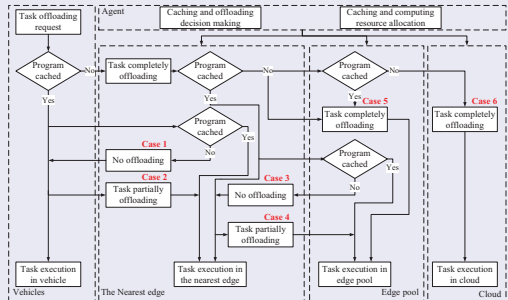 Task offloading
request
Agent
Caching and offloading
decision making
Caching and computing
resource allocation
Program
cached
No
Task completely
offloading
Program
cached
No
Program
cached
No
Yes
Yes
Yes
Case 5
Task completely
offloading
Case 6
Task completely
offloading
Program
cached
Yes
No
Case 1
No offloading
Program
cached
Yes
No
Case 2
Task partially
offloading
Case 3
No offloading
Case 4
Task partially
offloading
Task execution
in vehicle
Task execution in
the nearest edge
Task execution in
edge pool
Task execution
in cloud
Vehicles
The Nearest edge
Edge pool
Cloud